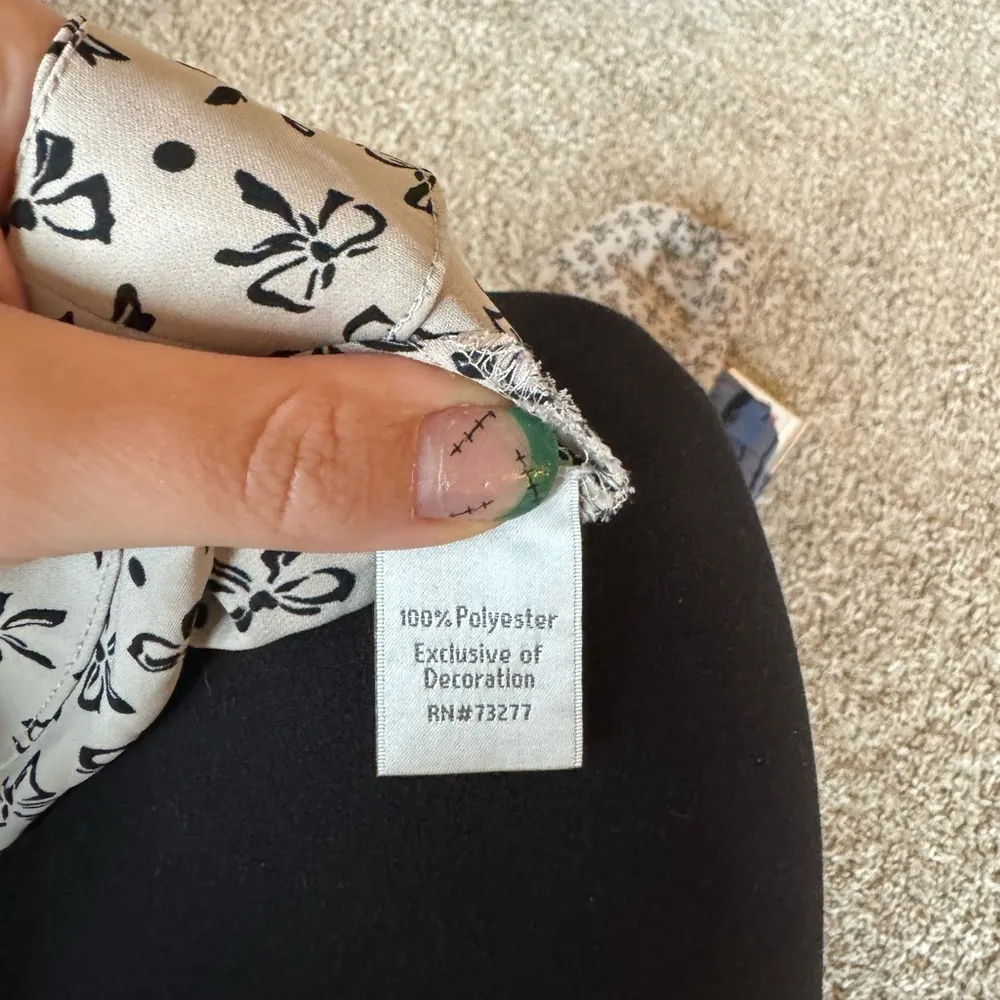 100% Polyester
Exclusive of
Decoration
RN#73277